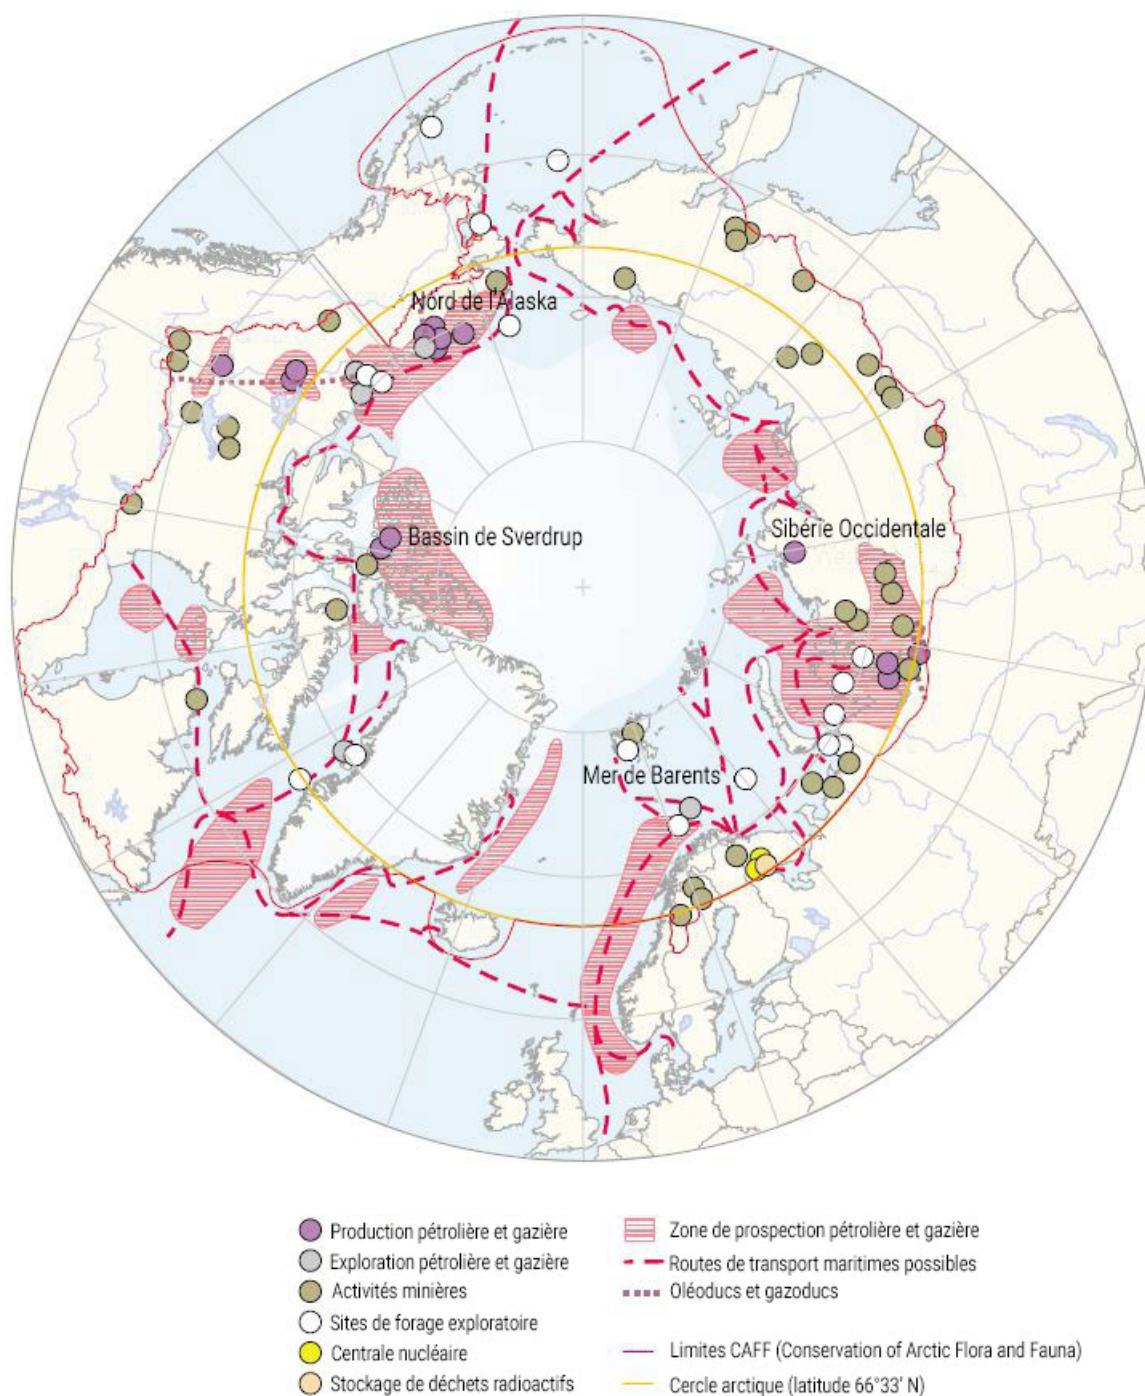 Nord de l'Alaska
Bassin de Sverdrup
Sibérie Occidentale
Mer de Barents
Production pétrolière et gazière
Exploration pétrolière et gazière
Activités minières
Sites de forage exploratoire
Centrale nucléaire
Stockage de déchets radioactifs
Zone de prospection pétrolière et gazière
Routes de transport maritimes possibles
Oléoducs et gazoducs
Limites CAFF (Conservation of Arctic Flora and Fauna)
Cercle arctique (latitude 66°33' N)